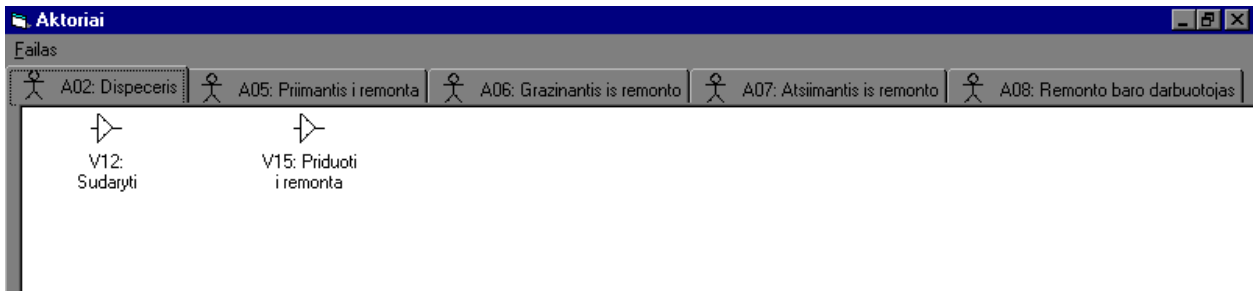 Aktoriai
Failas
A02: Dispeceris
A05: Priimantis i remonta
A06: Grazinantis is remonto
A07: Atsiimantis is remonto
A08: Remonto baro darbuotojas
V12:
Sudaryti
V15: Priduoti
i remonta